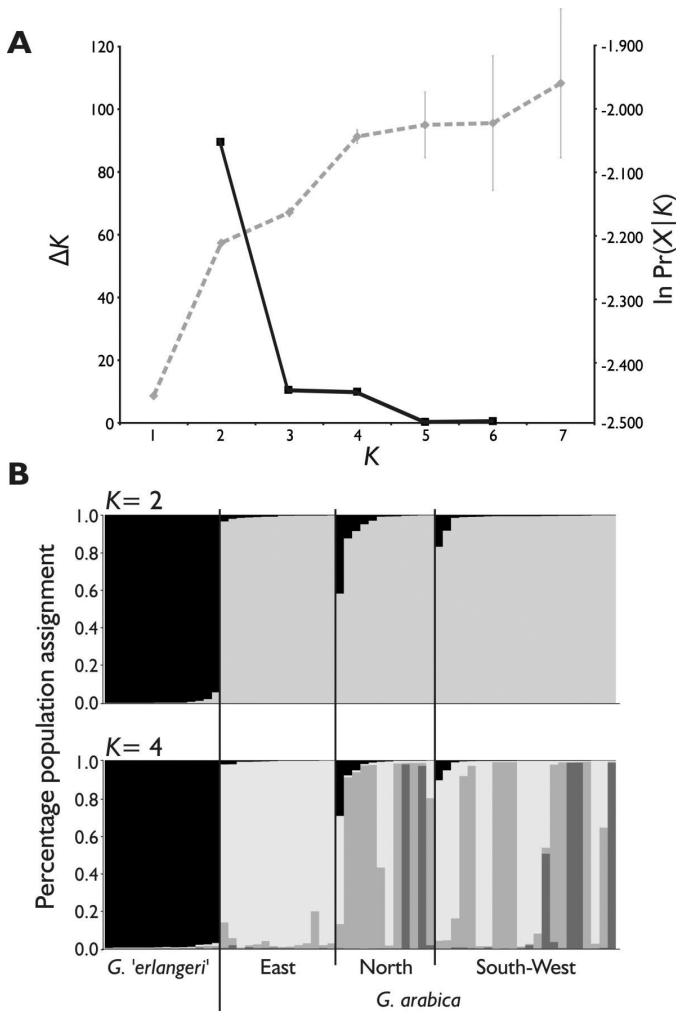 A
120
100
80
60
40
20
0
ΔK
-1.900
-2.000
-2.100
-2.200
-2.300
-2.400
-2.500
ln Pr(X|K)
1 2 3 4 5 6 7
K
B
K= 2
1.0
0.8
0.6
0.4
0.2
0.0
K= 4
1.0
0.8
0.6
0.4
0.2
0.0
Percentage population assignment
G. 'erlangeri' East North South-West
G. arabica